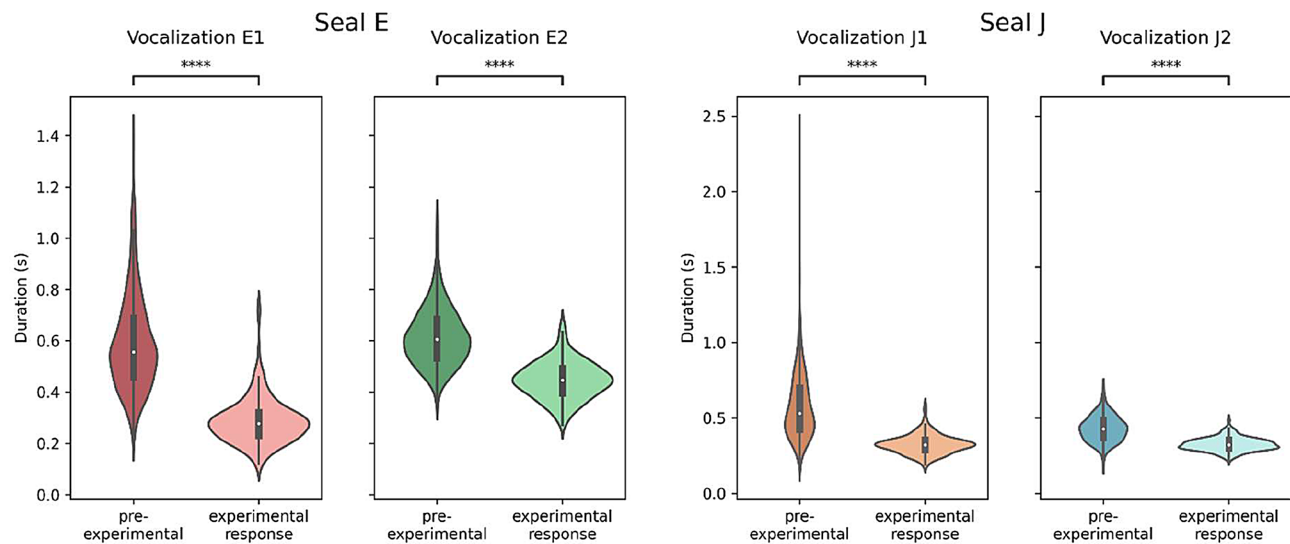 Seal E
Seal J
Vocalization E1
Vocalization E2
Vocalization J1
Vocalization J2
****
****
****
****
Duration (s)
1.4
1.2
1.0
0.8
0.6
0.4
0.2
0.0
Duration (s)
2.5
2.0
1.5
1.0
0.5
0.0
pre-
experimental
experimental
response
pre-
experimental
experimental
response
pre-
experimental
experimental
response
pre-
experimental
experimental
response